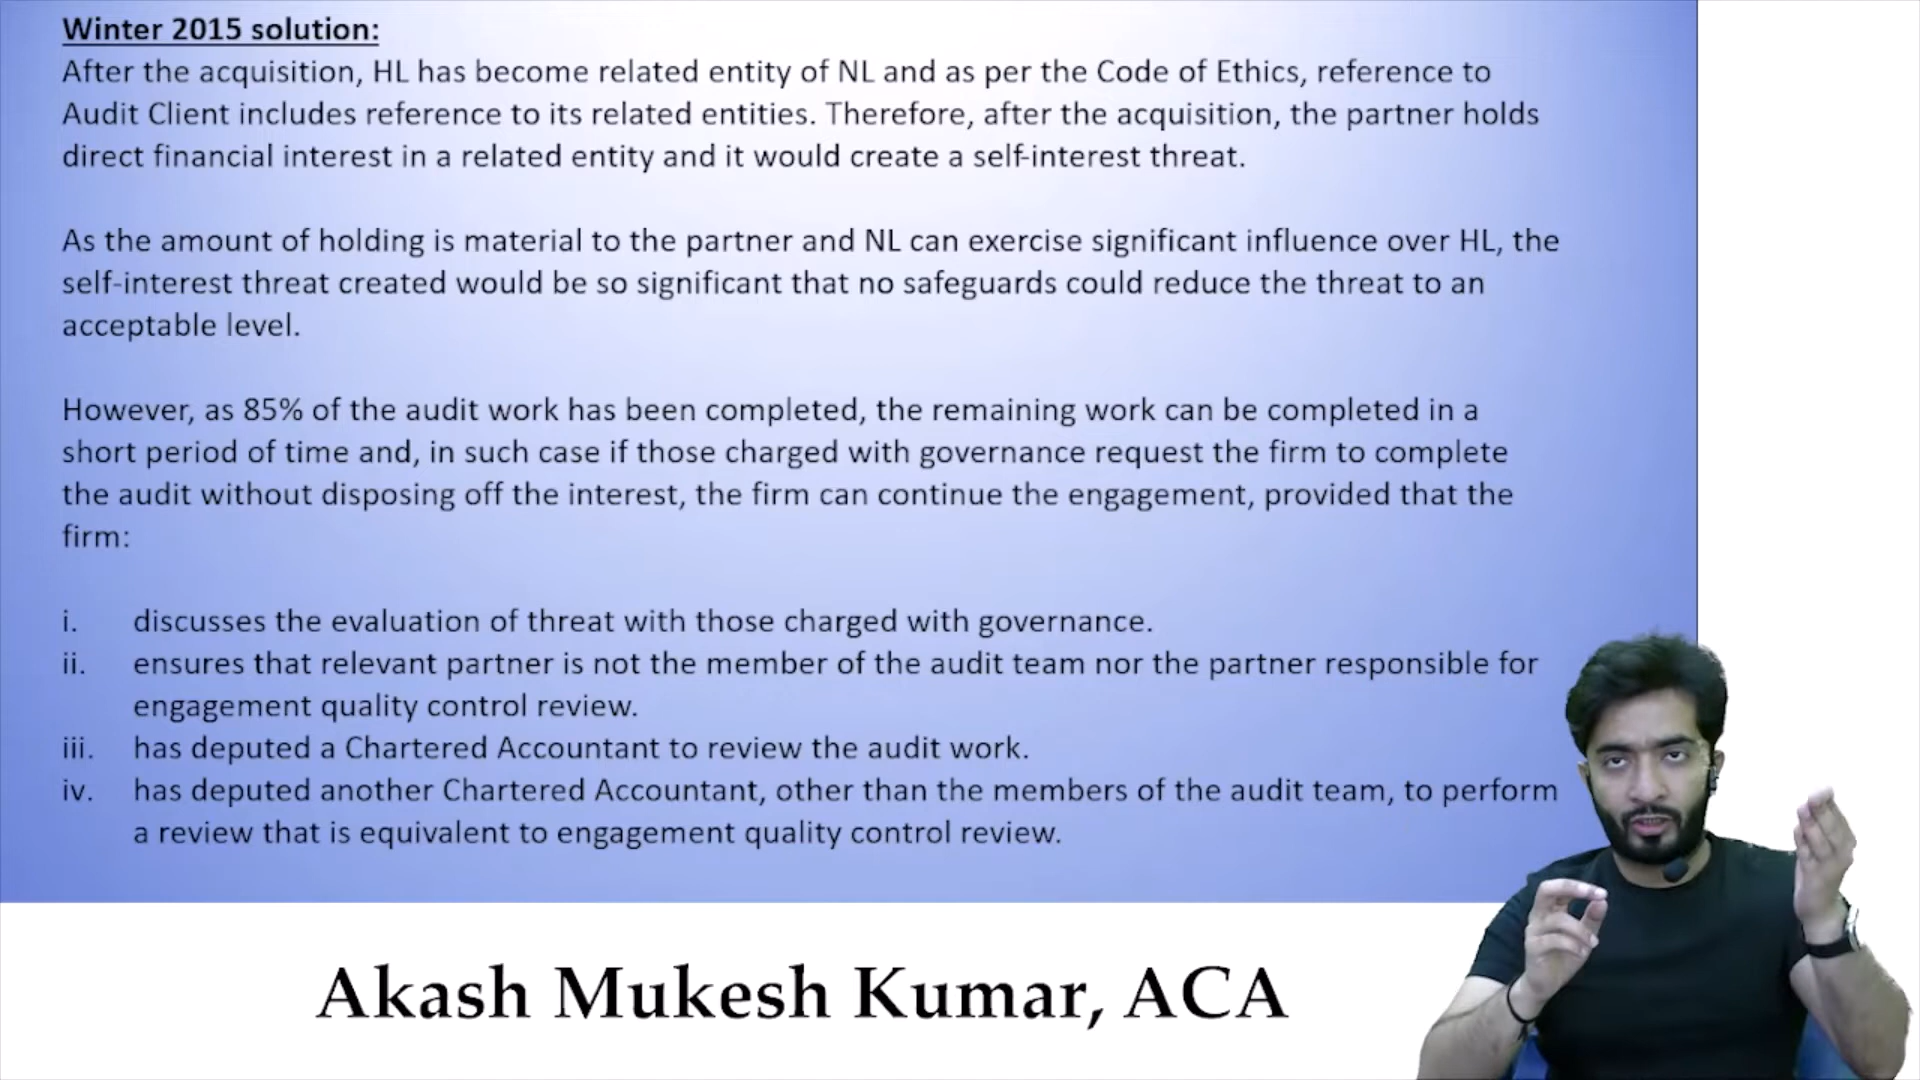 Winter 2015 solution:
After the acquisition, HL has become related entity of NL and as per the Code of Ethics, reference to
Audit Client includes reference to its related entities. Therefore, after the acquisition, the partner holds
direct financial interest in a related entity and it would create a self-interest threat.
As the amount of holding is material to the partner and NL can exercise significant influence over HL, the
self-interest threat created would be so significant that no safeguards could reduce the threat to an
acceptable level.
However, as 85% of the audit work has been completed, the remaining work can be completed in a
short period of time and, in such case if those charged with governance request the firm to complete
the audit without disposing off the interest, the firm can continue the engagement, provided that the
firm:
i. discusses the evaluation of threat with those charged with governance.
ii. ensures that relevant partner is not the member of the audit team nor the partner responsible for
engagement quality control review.
iii. has deputed a Chartered Accountant to review the audit work.
iv. has deputed another Chartered Accountant, other than the members of the audit team, to perform
a review that is equivalent to engagement quality control review.
Akash Mukesh Kumar, ACA